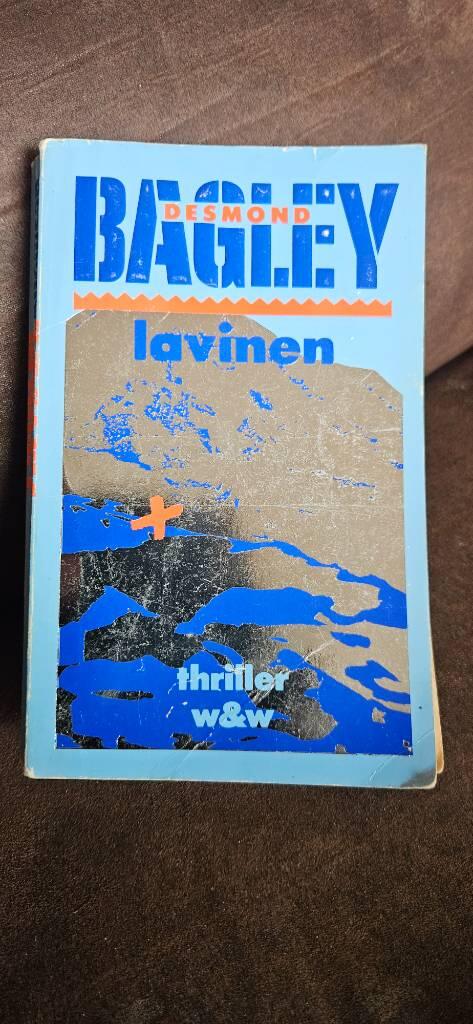 DESMOND
BAGLEY
lavinen
thriller
w&w